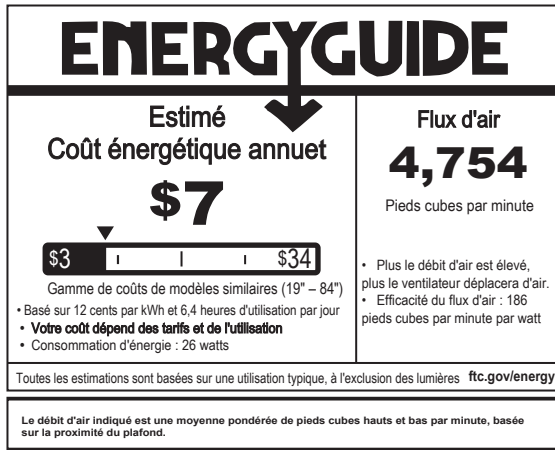 ENERGYGUIDE
Estimé
Coût énergétique annuet
$7
$3 $34
Gamme de coûts de modèles similaires (19" – 84")
• Basé sur 12 cents par kWh et 6,4 heures d'utilisation par jour
• Votre coût dépend des tarifs et de l'utilisation
• Consommation d'énergie : 26 watts
Flux d'air
4,754
Pieds cubes par minute
• Plus le débit d'air est élevé,
plus le ventilateur déplacera d'air.
• Efficacité du flux d'air : 186
pieds cubes par minute par watt
Toutes les estimations sont basées sur une utilisation typique, à l'exclusion des lumières ftc.gov/energy
Le débit d'air indiqué est une moyenne pondérée de pieds cubes hauts et bas par minute, basée
sur la proximité du plafond.